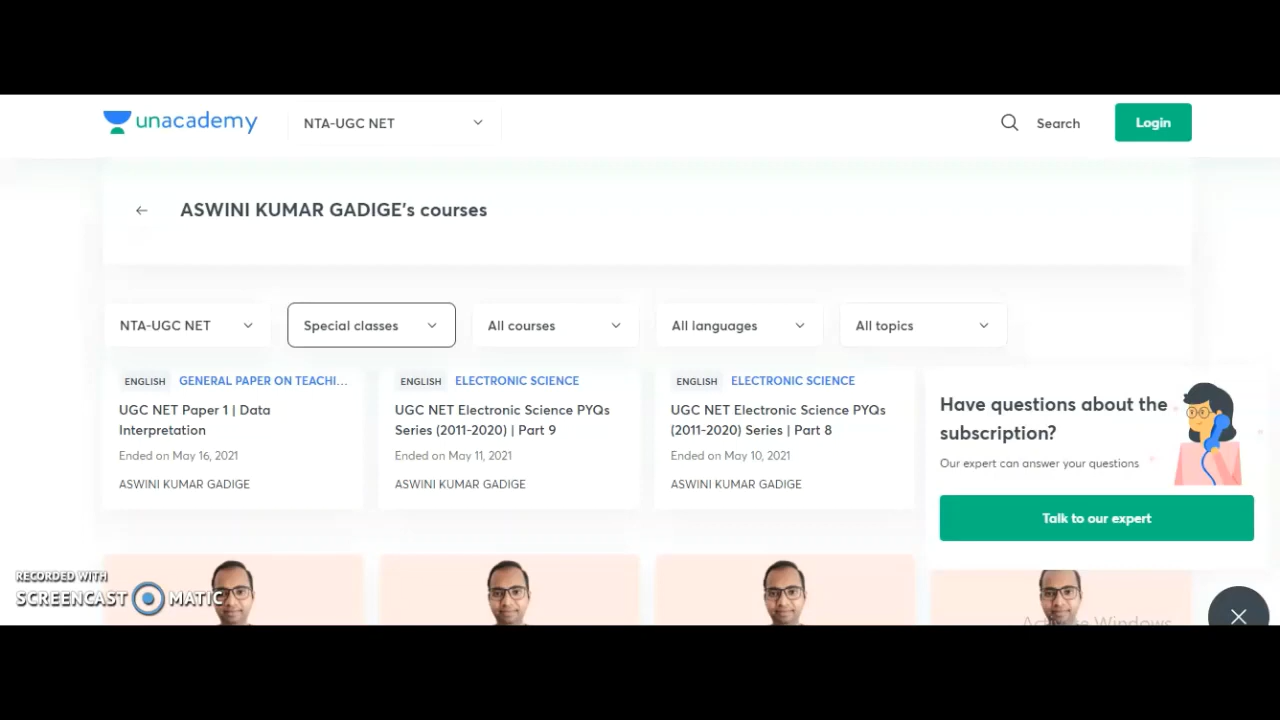 unacademy
NTA-UGC NET
Search
Login
ASWINI KUMAR GADIGE's courses
NTA-UGC NET
Special classes
All courses
All languages
All topics
ENGLISH GENERAL PAPER ON TEACHI...
UGC NET Paper 1 | Data
Interpretation
Ended on May 16, 2021
ASWINI KUMAR GADIGE
ENGLISH ELECTRONIC SCIENCE
UGC NET Electronic Science PYQs
Series (2011-2020) | Part 9
Ended on May 11, 2021
ASWINI KUMAR GADIGE
ENGLISH ELECTRONIC SCIENCE
UGC NET Electronic Science PYQs
(2011-2020) Series | Part 8
Ended on May 10, 2021
ASWINI KUMAR GADIGE
Have questions about the
subscription?
Our expert can answer your questions
Talk to our expert
RECORDED WITH
SCREENCAST MATIC
Activate Windows